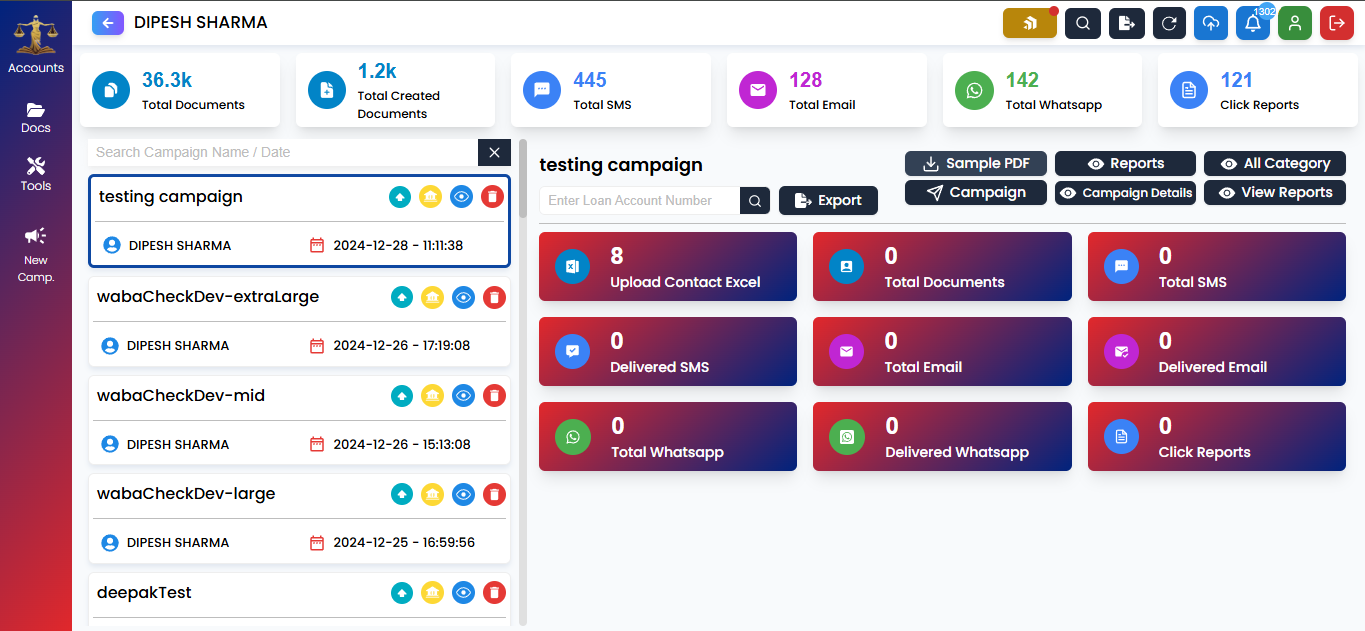 DIPESH SHARMA
1302
Accounts
Docs
Tools
New
Camp.
36.3k
Total Documents
1.2k
Total Created
Documents
445
Total SMS
128
Total Email
142
Total Whatsapp
121
Click Reports
Search Campaign Name / Date
testing campaign
DIPESH SHARMA
2024-12-28 - 11:11:38
wabaCheckDev-extraLarge
DIPESH SHARMA
2024-12-26 - 17:19:08
wabaCheckDev-mid
DIPESH SHARMA
2024-12-26 - 15:13:08
wabaCheckDev-large
DIPESH SHARMA
2024-12-25 - 16:59:56
deepakTest
testing campaign
Sample PDF
Reports
All Category
Enter Loan Account Number
Export
Campaign
Campaign Details
View Reports
8
Upload Contact Excel
0
Total Documents
0
Total SMS
0
Delivered SMS
0
Total Email
0
Delivered Email
0
Total Whatsapp
0
Delivered Whatsapp
0
Click Reports